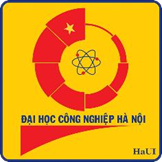 ĐẠI HỌC CÔNG NGHIỆP HÀ NỘI
HaUI